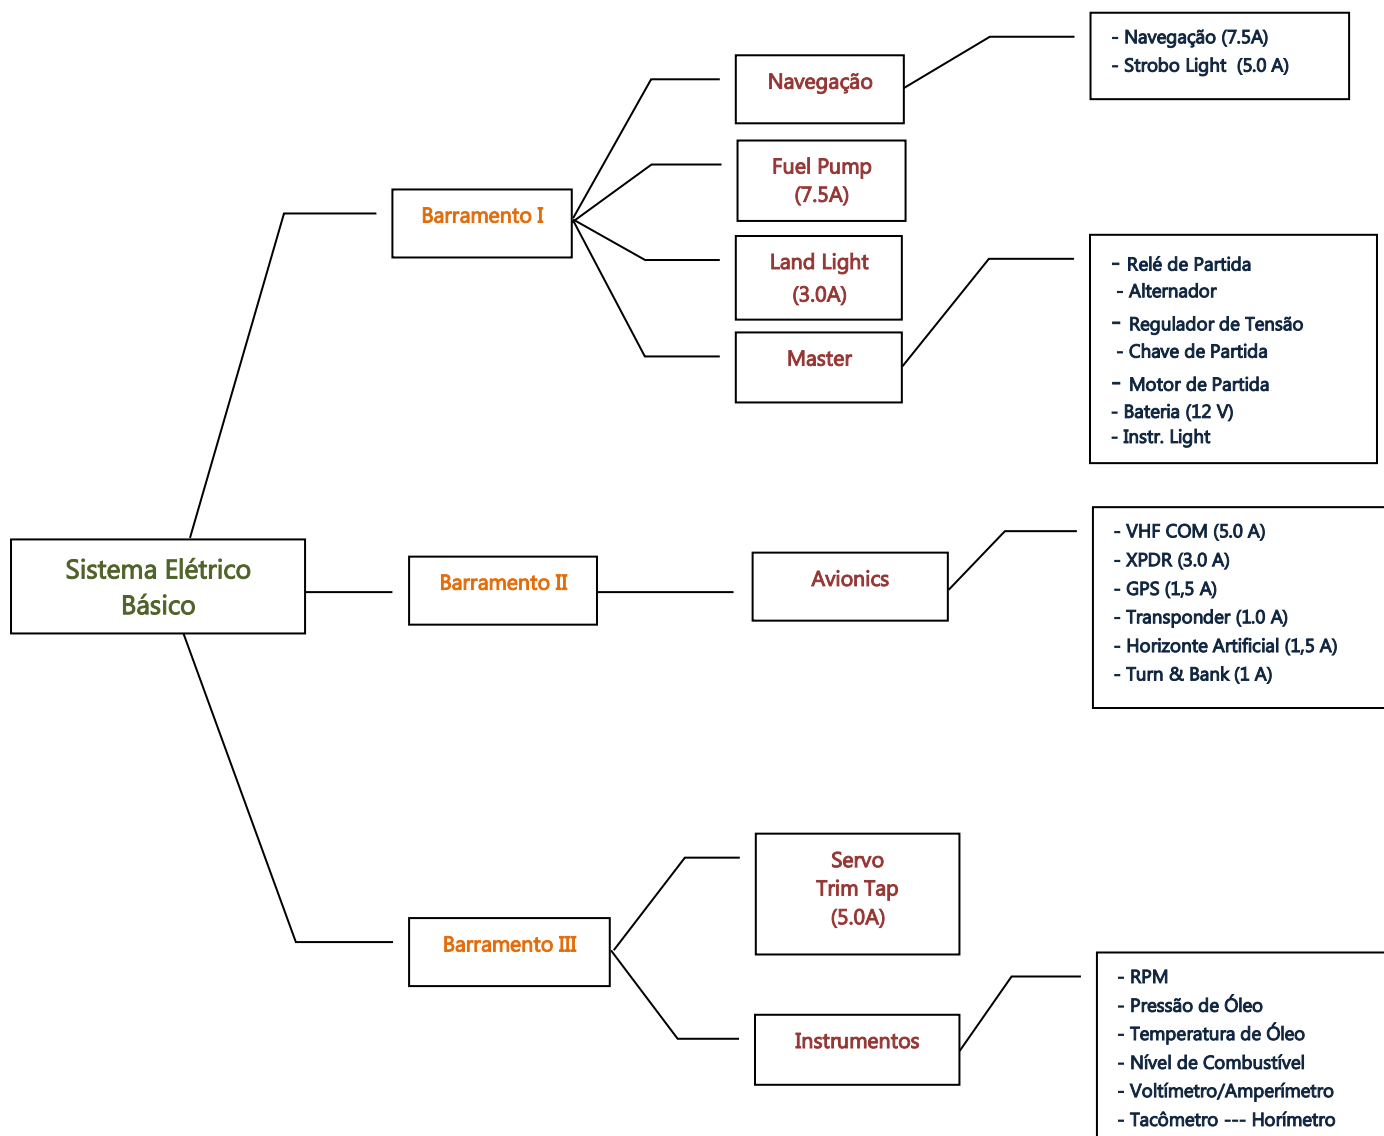 Sistema Elétrico
Básico
Barramento I
Navegação
- Navegação (7.5A)
- Strobo Light  (5.0 A)
Fuel Pump
(7.5A)
Land Light
(3.0A)
Master
- Relé de Partida
- Alternador
- Regulador de Tensão
- Chave de Partida
- Motor de Partida
- Bateria (12 V)
- Instr. Light
Barramento II
Avionics
- VHF COM (5.0 A)
- XPDR (3.0 A)
- GPS (1,5 A)
- Transponder (1.0 A)
- Horizonte Artificial (1,5 A)
- Turn & Bank (1 A)
Barramento III
Servo
Trim Tap
(5.0A)
Instrumentos
- RPM
- Pressão de Óleo
- Temperatura de Óleo
- Nível de Combustível
- Voltímetro/Amperímetro
- Tacômetro --- Horímetro